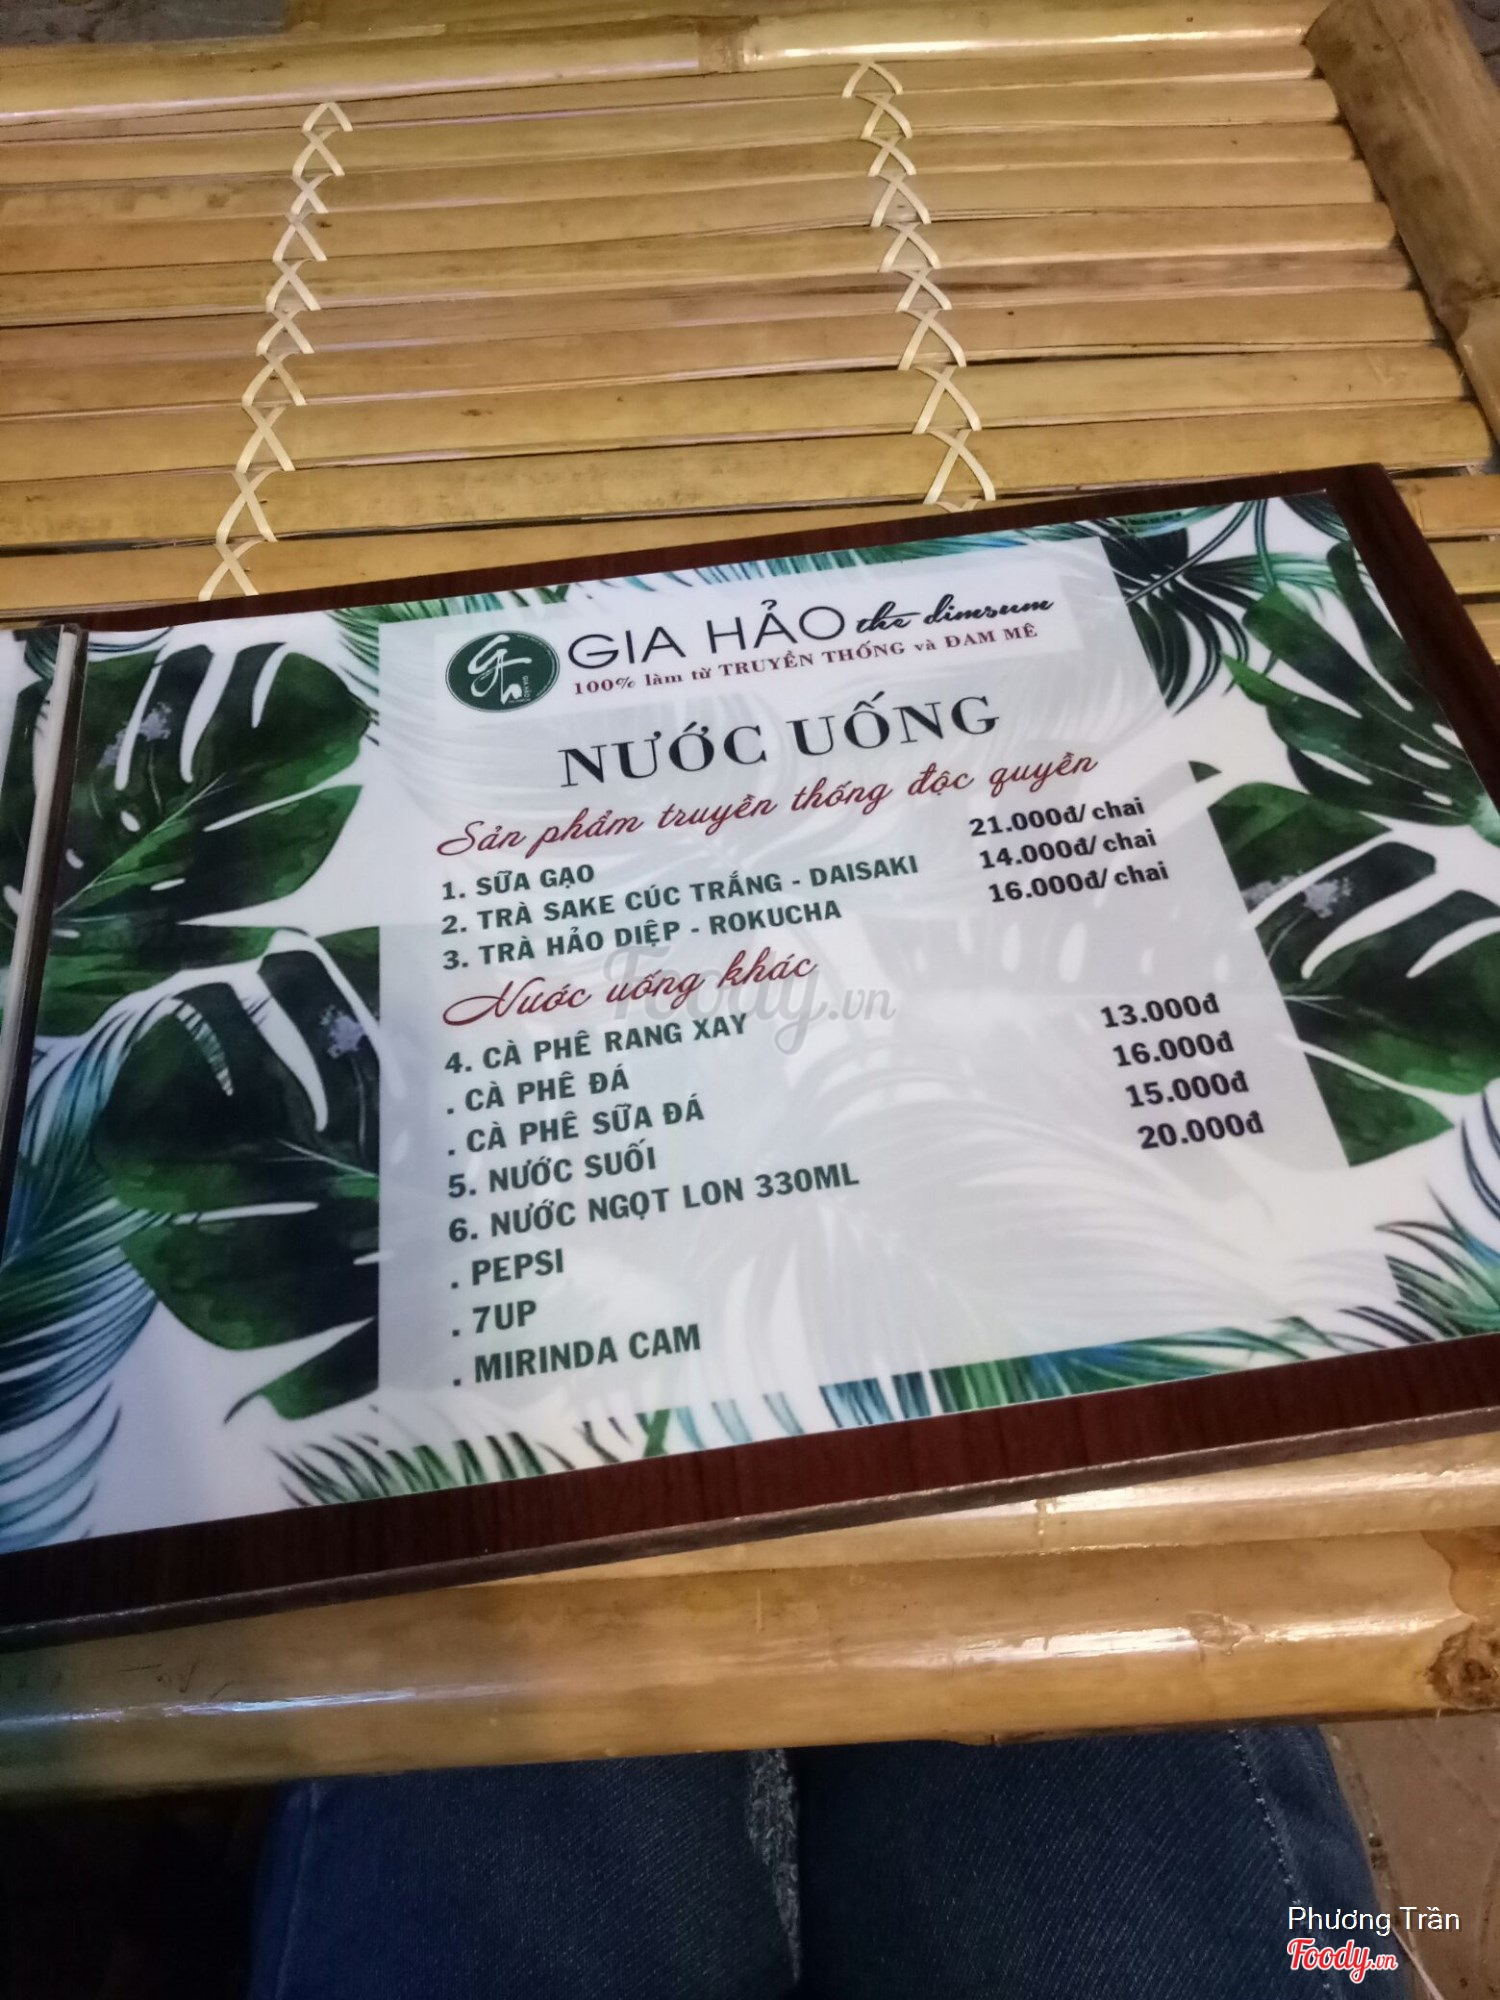 GIA HẢO the dimsum
100% làm từ TRUYỀN THỐNG và ĐAM MÊ
NƯỚC UỐNG
Sản phẩm truyền thống độc quyền
1. SỮA GẠO 21.000đ/ chai
2. TRÀ SAKE CÚC TRẮNG - DAISAKI 14.000đ/ chai
3. TRÀ HẢO DIỆP - ROKUCHA 16.000đ/ chai
Nước uống khác
4. CÀ PHÊ RANG XAY
. CÀ PHÊ ĐÁ 13.000đ
. CÀ PHÊ SỮA ĐÁ 16.000đ
5. NƯỚC SUỐI 15.000đ
6. NƯỚC NGỌT LON 330ML 20.000đ
. PEPSI
. 7UP
. MIRINDA CAM
Foody.vn
Phương Trần
Foody.vn